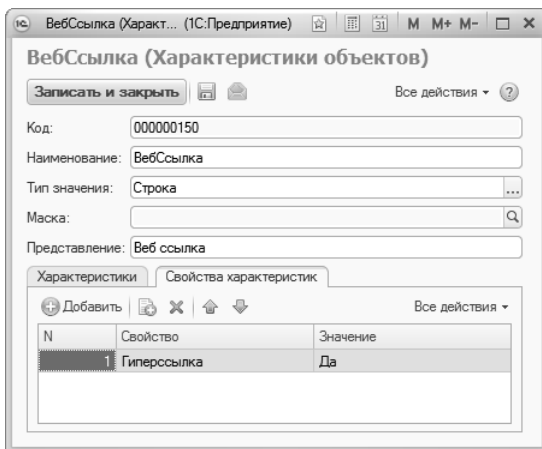 ВебСсылка (Характ... (1С:Предприятие) 31 M M+ M-
ВебСсылка (Характеристики объектов)
Записать и закрыть Все действия ?
Код: 000000150
Наименование: ВебСсылка
Тип значения: Строка ...
Маска:
Представление: Веб ссылка
Характеристики Свойства характеристик
Добавить Все действия
N Свойство Значение
1 Гиперссылка Да